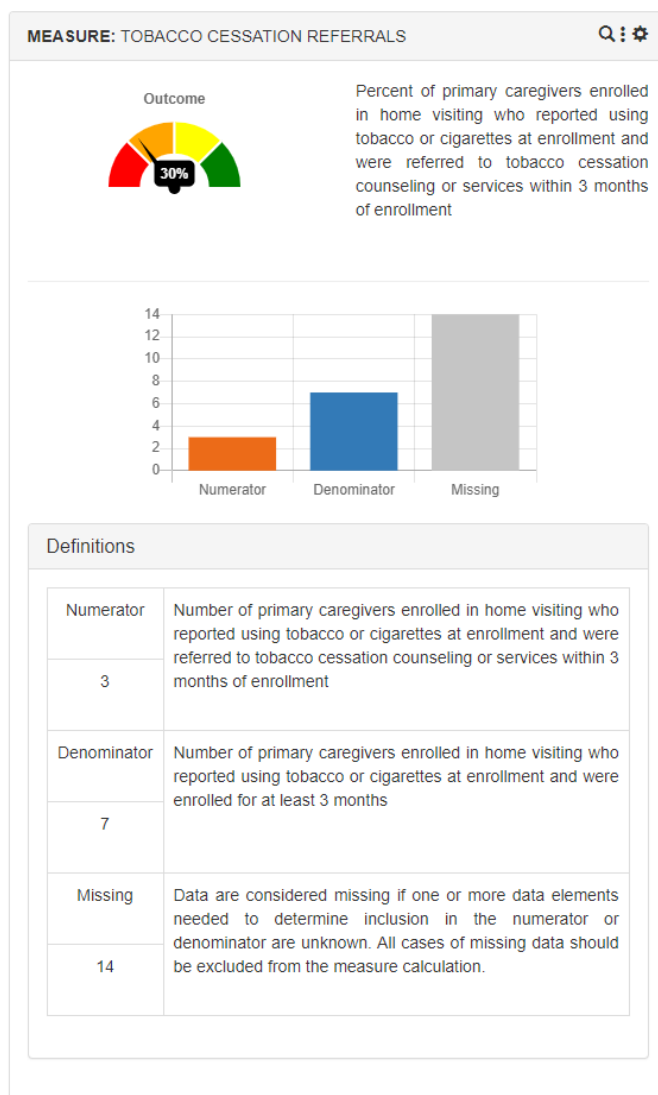 MEASURE: TOBACCO CESSATION REFERRALS
Outcome
30%
Percent of primary caregivers enrolled
in home visiting who reported using
tobacco or cigarettes at enrollment and
were referred to tobacco cessation
counseling or services within 3 months
of enrollment
14
12
10
8
6
4
2
0
Numerator Denominator Missing
Definitions
Numerator
3
Number of primary caregivers enrolled in home visiting who
reported using tobacco or cigarettes at enrollment and were
referred to tobacco cessation counseling or services within 3
months of enrollment
Denominator
7
Number of primary caregivers enrolled in home visiting who
reported using tobacco or cigarettes at enrollment and were
enrolled for at least 3 months
Missing
14
Data are considered missing if one or more data elements
needed to determine inclusion in the numerator or
denominator are unknown. All cases of missing data should
be excluded from the measure calculation.